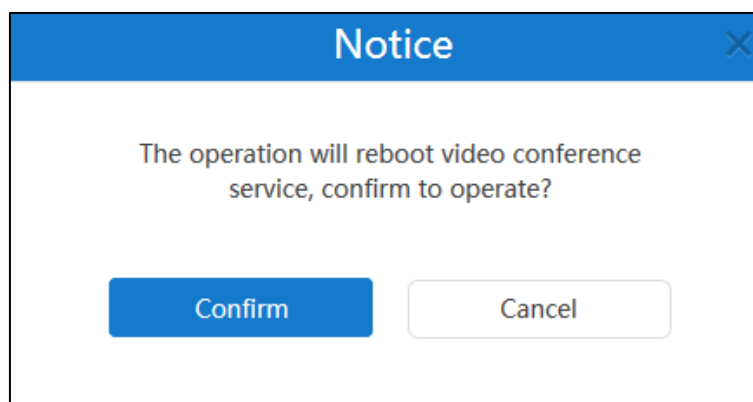 Notice
The operation will reboot video conference
service, confirm to operate?
Confirm
Cancel